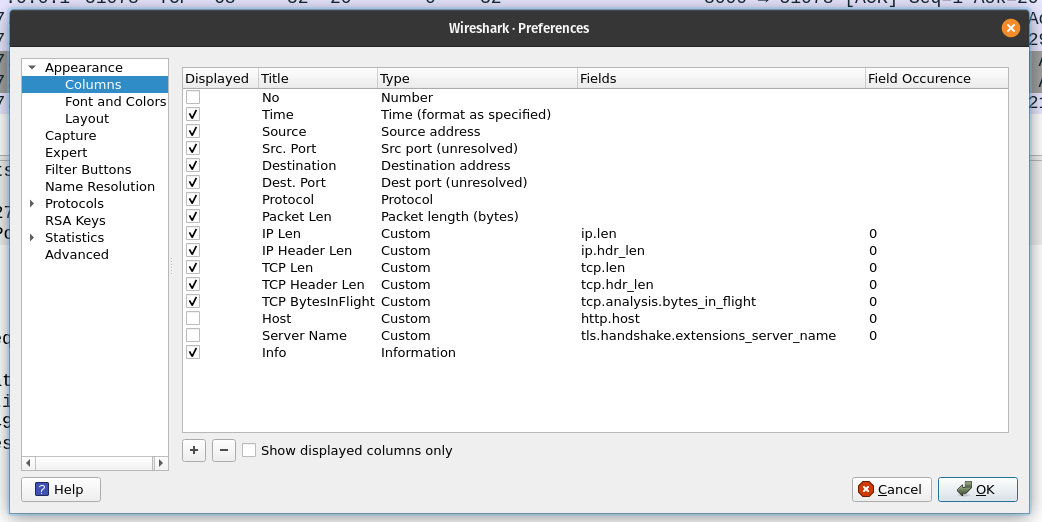 Wireshark · Preferences
Appearance
Columns
Font and Colors
Layout
Capture
Expert
Filter Buttons
Name Resolution
Protocols
RSA Keys
Statistics
Advanced
Displayed Title Type Fields Field Occurence
No Number
Time Time (format as specified)
Source Source address
Src. Port Src port (unresolved)
Destination Destination address
Dest. Port Dest port (unresolved)
Protocol Protocol
Packet Len Packet length (bytes)
IP Len Custom ip.len 0
IP Header Len Custom ip.hdr_len 0
TCP Len Custom tcp.len 0
TCP Header Len Custom tcp.hdr_len 0
TCP BytesInFlight Custom tcp.analysis.bytes_in_flight 0
Host Custom http.host 0
Server Name Custom tls.handshake.extensions_server_name 0
Info Information
Show displayed columns only
Help
Cancel
OK